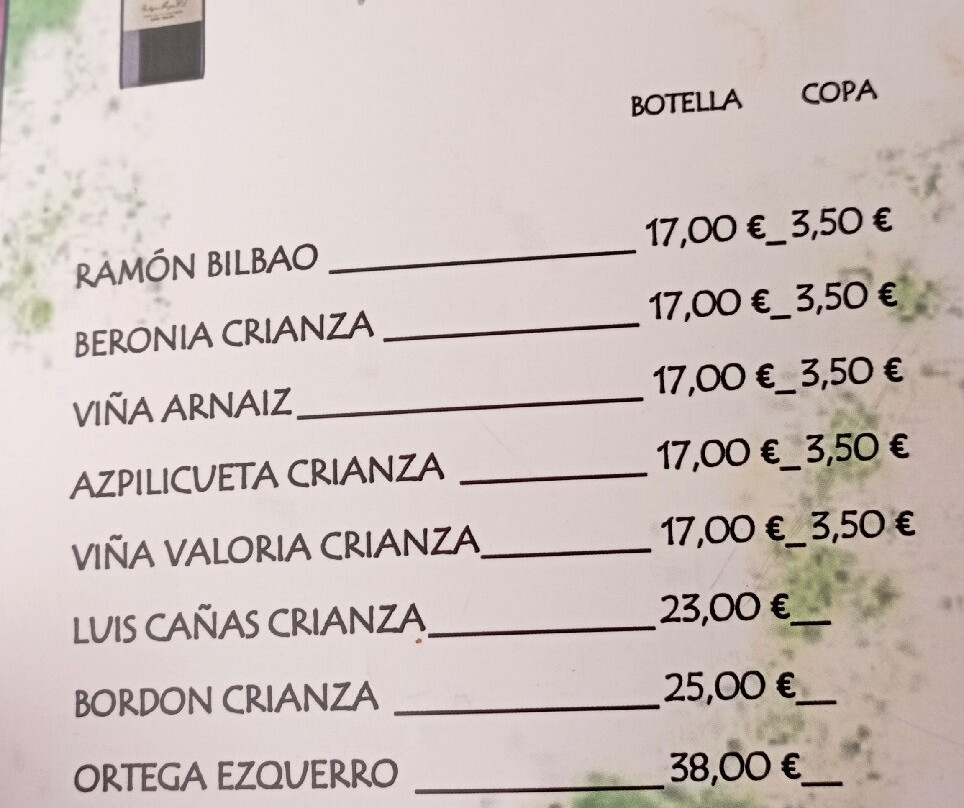 BOTELLA COPA
RAMÓN BILBAO 17,00 €_3,50 €
BERONIA CRIANZA 17,00 €_3,50 €
VIÑA ARNAIZ 17,00 €_3,50 €
AZPILICUETA CRIANZA 17,00 €_3,50 €
VIÑA VALORIA CRIANZA 17,00 €_3,50 €
LUIS CAÑAS CRIANZA 23,00 €
BORDON CRIANZA 25,00 €
ORTEGA EZQUERRO 38,00 €